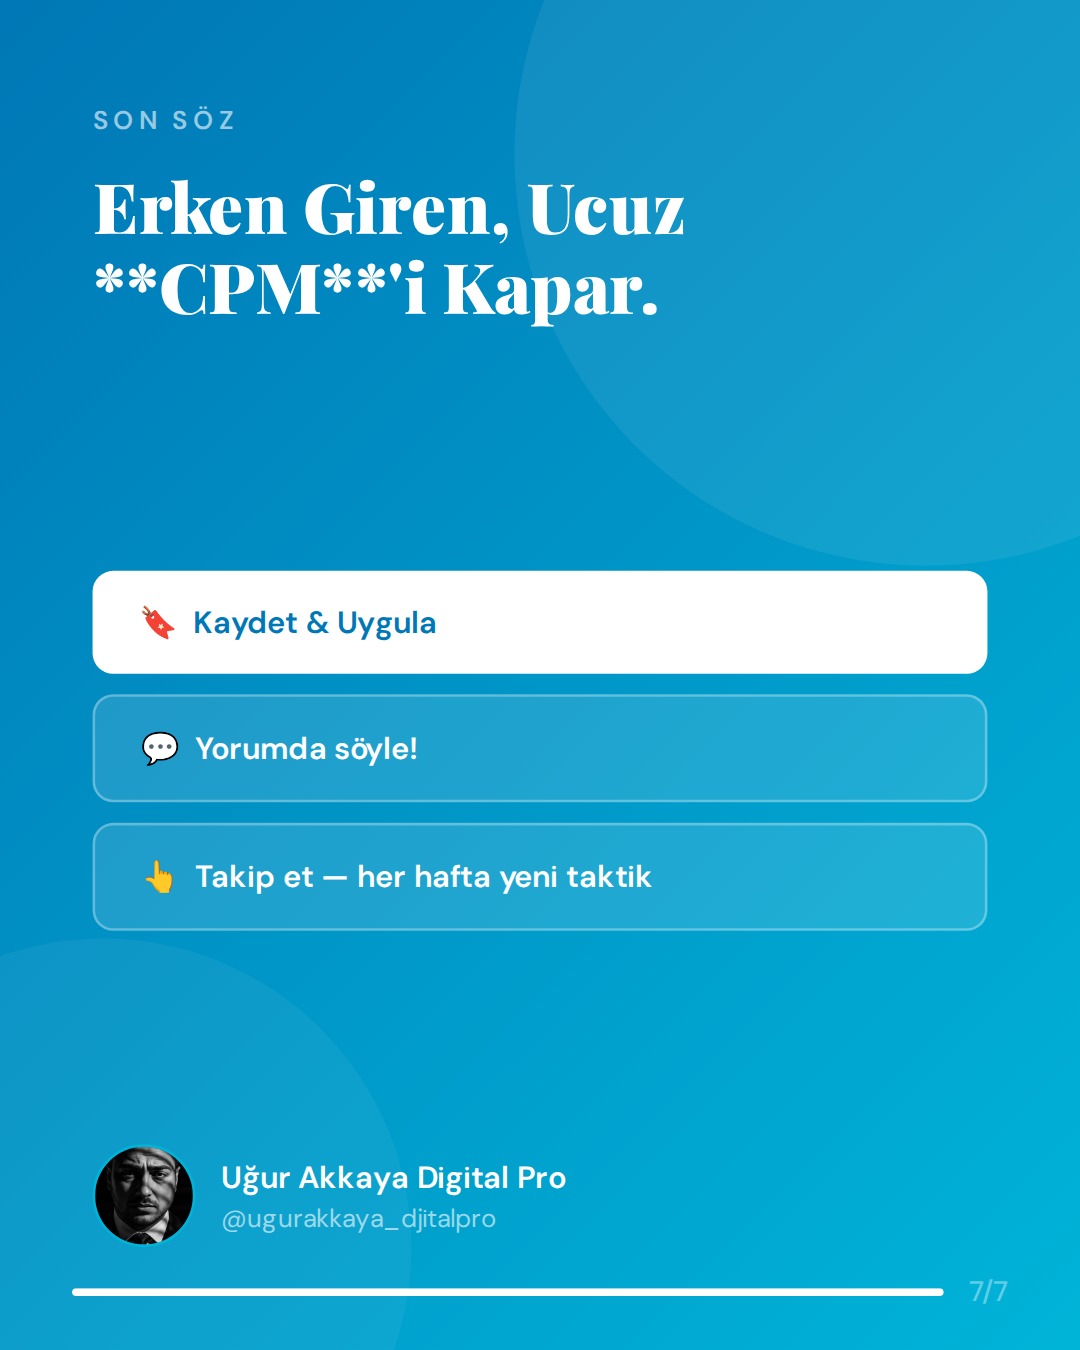 SON SÖZ
Erken Giren, Ucuz
**CPM**'i Kapar.
🔖 Kaydet & Uygula
💬 Yorumda söyle!
👆 Takip et — her hafta yeni taktik
Uğur Akkaya Digital Pro
@ugurakkaya_djitalpro
7/7